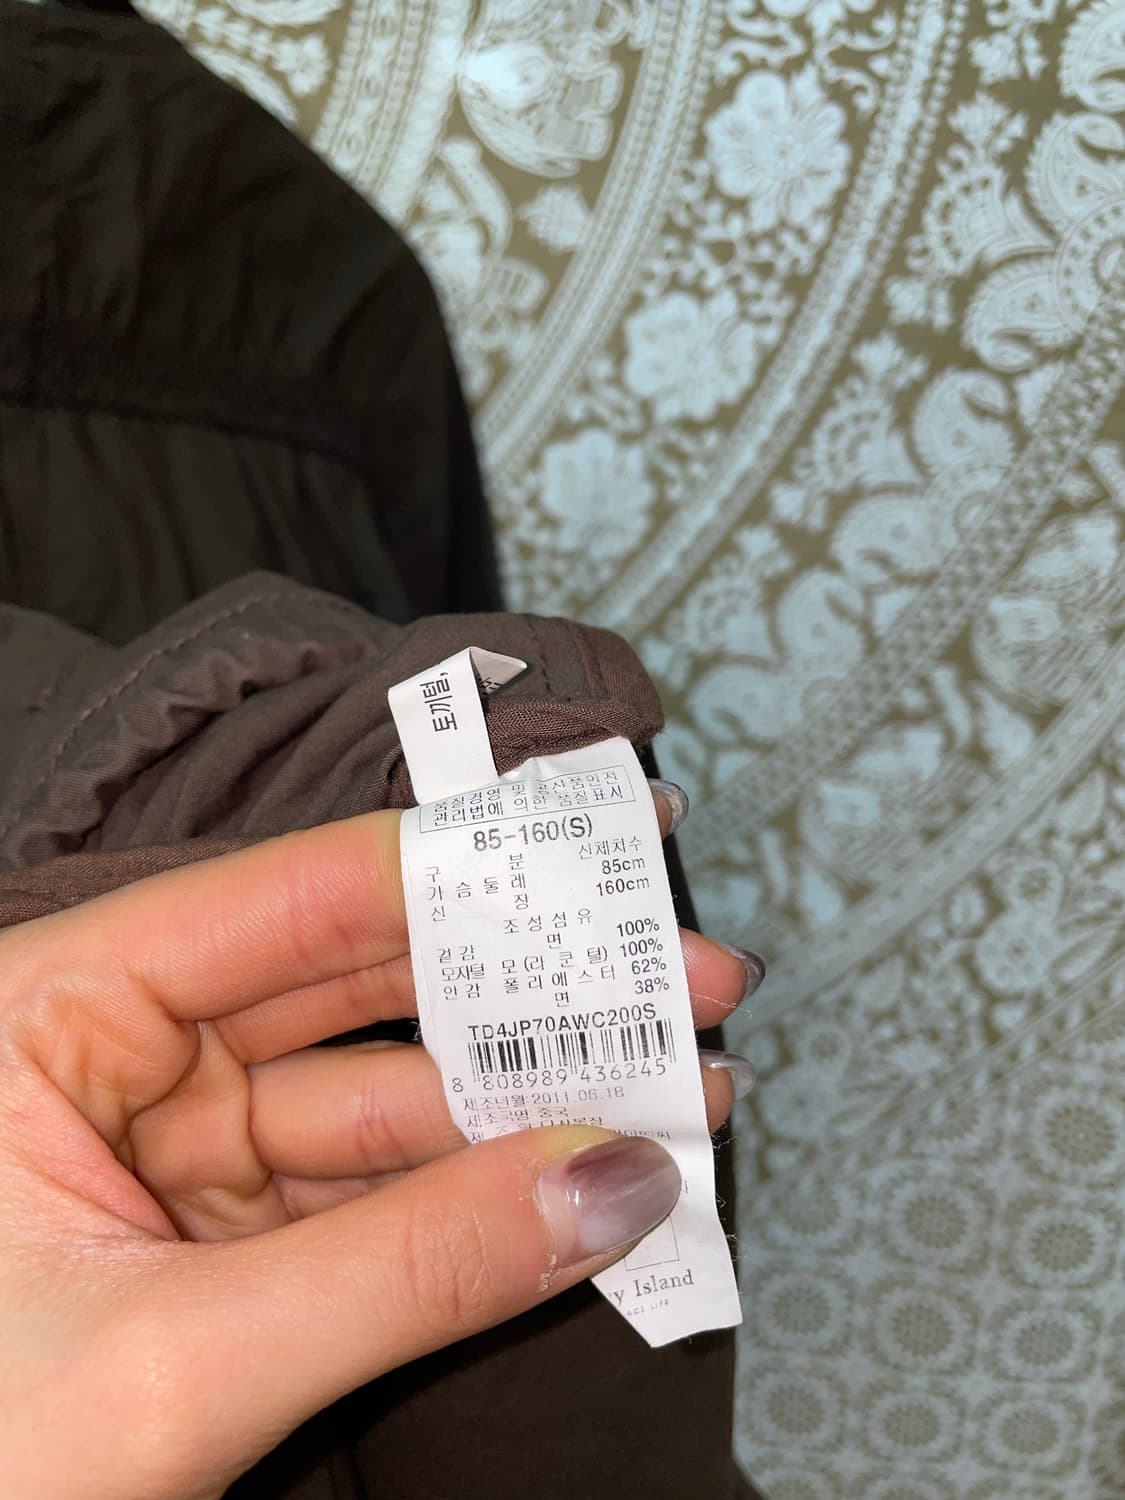 토끼털,
품질경영 및 공산품안전
관리법에 의한 품질표시
85-160(S)
구 분 신체치수
가 슴 둘 레 85cm
신 장 160cm
조 성 섬 유
겉감 면 100%
모자털 모 (라 쿤 털) 100%
안감 폴 리 에 스 터 62%
면 38%
TD4JP70AWC200S
8 808989 436245
제조년월:2011.06.18
제조국명 중국
y Island
ACE LIFE